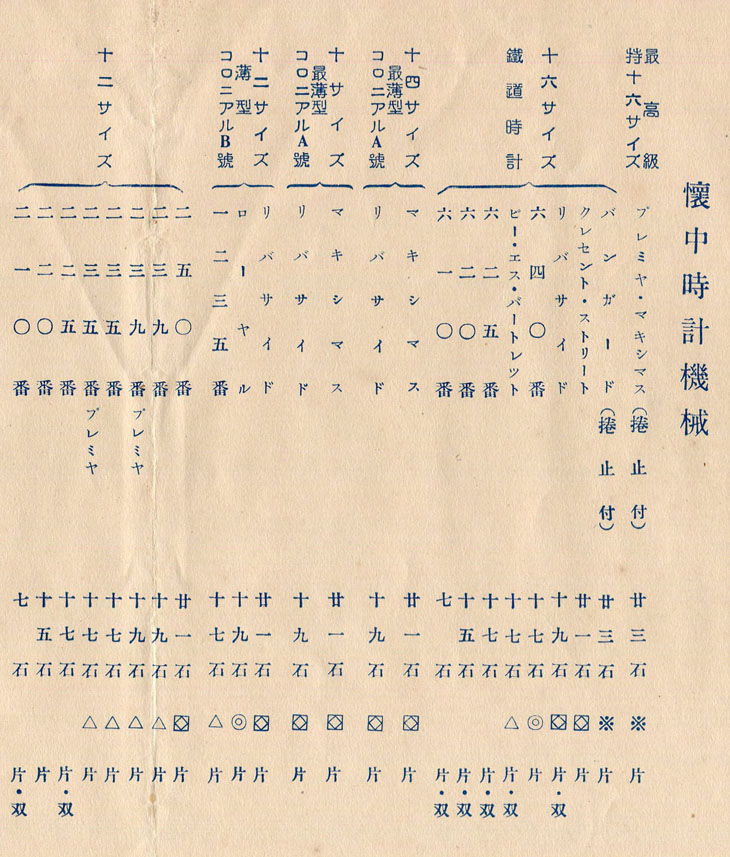 懷中時計機械
最高級
特十六サイズ
プレミヤ・マキシマス(捲止付) 廿三石 ※ 片
十六サイズ
鐵道時計
バンガード(捲止付) 廿三石 ※ 片
クレセント・ストリート 廿一石 ⛋ 片
リバサイド 十九石 ⛋ 片・双
六四〇番 十七石 ◎ 片
ピー・エス・パートレット 十七石 △ 片・双
六二五番 十七石 片・双
六二〇番 十五石 片・双
六一〇番 七石 片・双
十四サイズ
最薄型
コロニアルA號
マキシマス 廿一石 ⛋ 片
リバサイド 十九石 ⛋ 片
十サイズ
最薄型
コロニアルA號
マキシマス 廿一石 ⛋ 片
リバサイド 十九石 ⛋ 片
十二サイズ
薄型
コロニアルB號
リバサイド 廿一石 ⛋ 片
ローヤル 十九石 ◎ 片
一二三五番 十七石 △ 片
十二サイズ
二五〇番 廿一石 ⛋ 片
二三九番 十九石 △ 片
二三九番プレミヤ 十九石 △ 片
二三五番 十七石 △ 片
二三五番プレミヤ 十七石 △ 片
二二五番 十七石 片・双
二二〇番 十五石 片
二一〇番 七石 片・双